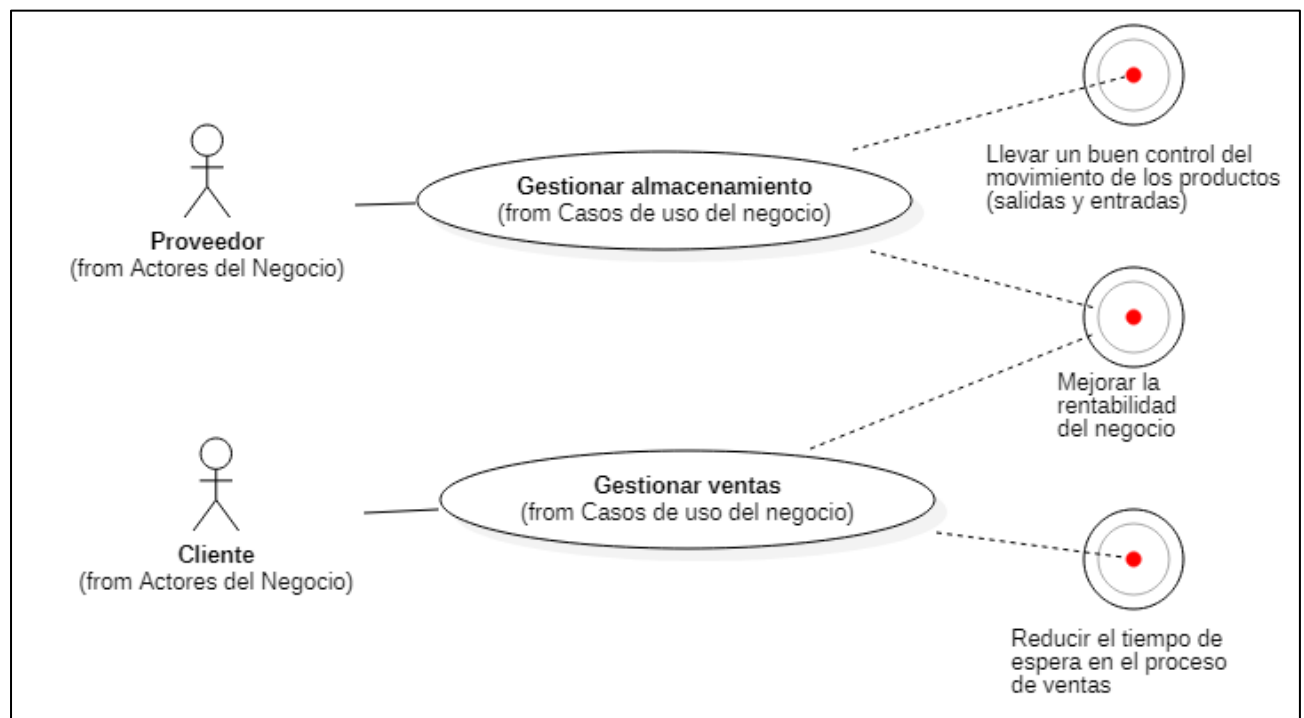 Llevar un buen control del
movimiento de los productos
(salidas y entradas)
Gestionar almacenamiento
(from Casos de uso del negocio)
Proveedor
(from Actores del Negocio)
Mejorar la
rentabilidad
del negocio
Gestionar ventas
(from Casos de uso del negocio)
Cliente
(from Actores del Negocio)
Reducir el tiempo de
espera en el proceso
de ventas